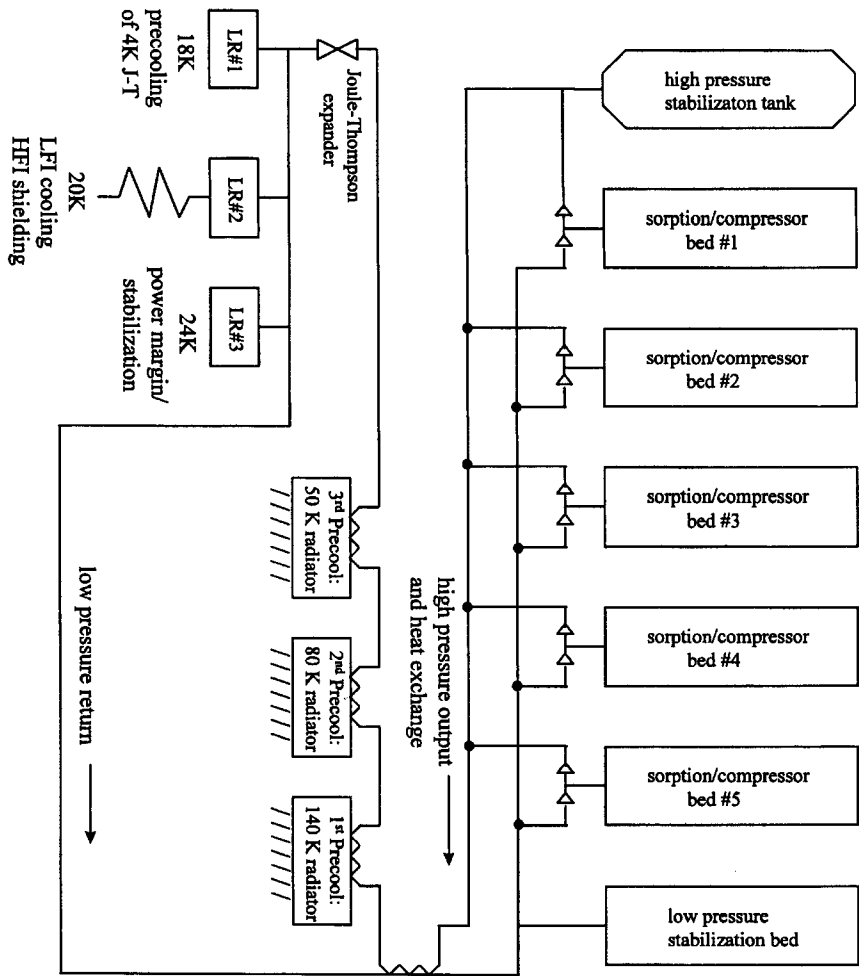 high pressure
stabilizaton tank
sorption/compressor
bed #1
sorption/compressor
bed #2
sorption/compressor
bed #3
sorption/compressor
bed #4
sorption/compressor
bed #5
low pressure
stabilization bed
high pressure output
and heat exchange
Joule-Thompson
expander
LR#1
18K
precooling
of 4K J-T
LR#2
20K
LFI cooling
HFI shielding
LR#3
24K
power margin/
stabilization
3rd Precool:
50 K radiator
2nd Precool:
80 K radiator
1st Precool:
140 K radiator
low pressure return